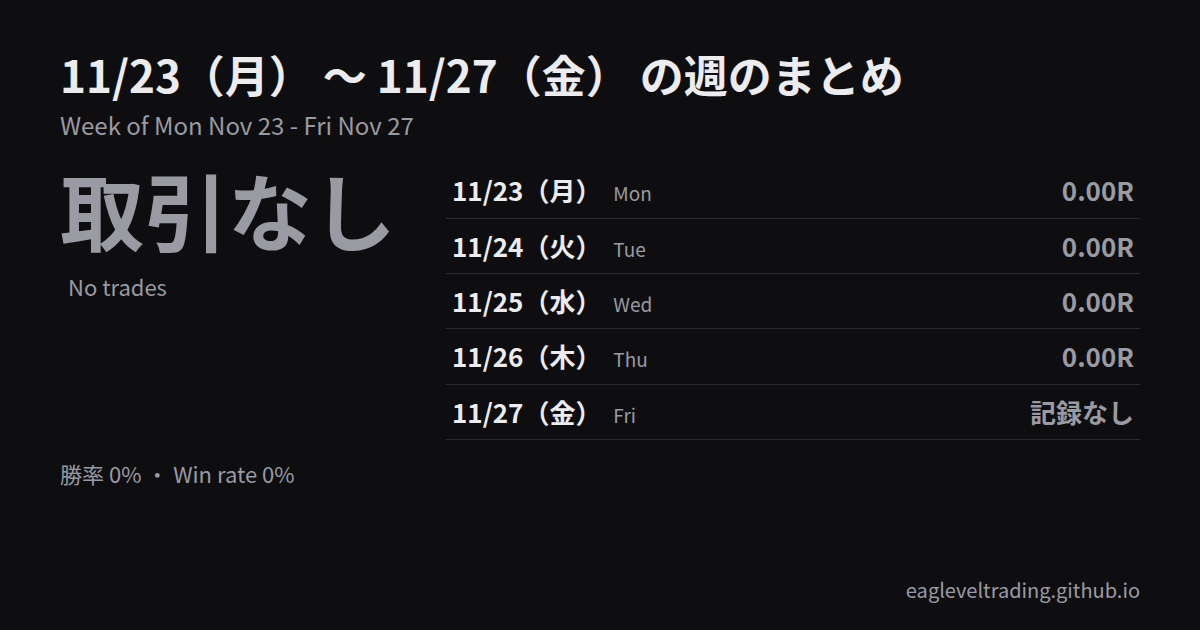 11/23（月） 〜 11/27（金） の週のまとめ
Week of Mon Nov 23 - Fri Nov 27
取引なし
No trades
11/23（月） Mon 0.00R
11/24（火） Tue 0.00R
11/25（水） Wed 0.00R
11/26（木） Thu 0.00R
11/27（金） Fri 記録なし
勝率 0% ・ Win rate 0%
eagleveltrading.github.io